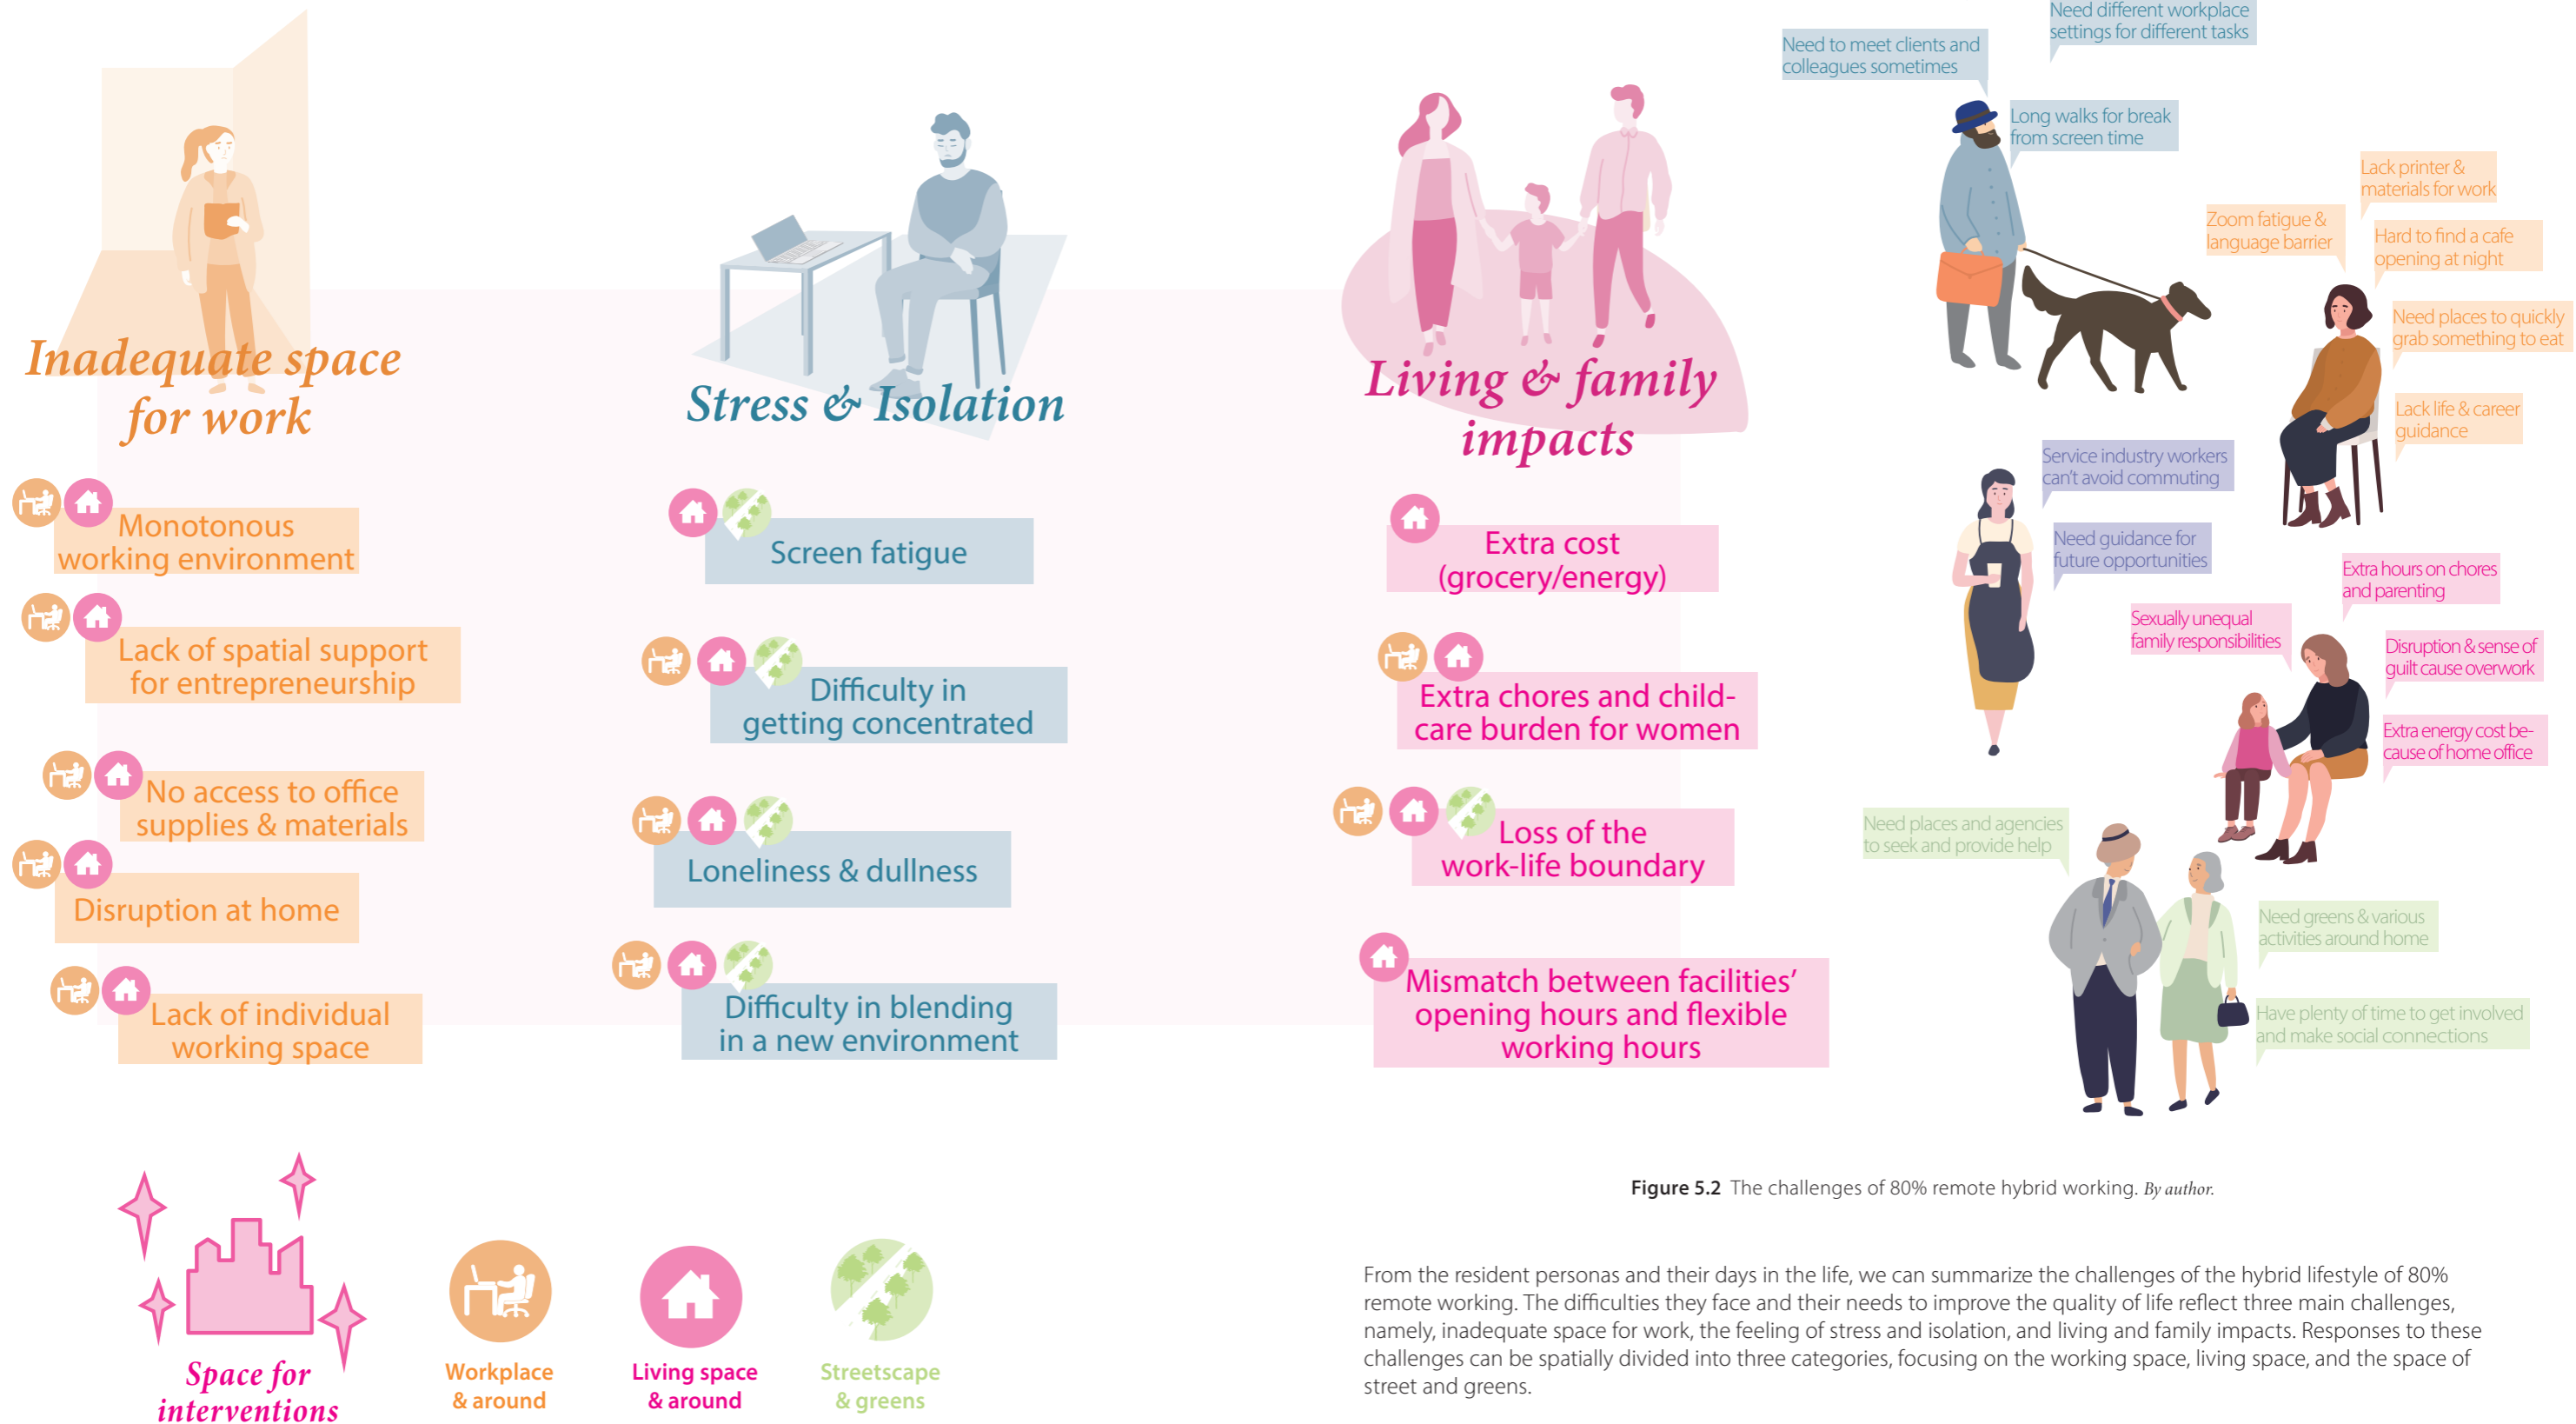 Inadequate space
for work
Monotonous
working environment
Lack of spatial support
for entrepreneurship
No access to office
supplies & materials
Disruption at home
Lack of individual
working space
Stress & Isolation
Screen fatigue
Difficulty in
getting concentrated
Loneliness & dullness
Difficulty in blending
in a new environment
Living & family
impacts
Extra cost
(grocery/energy)
Extra chores and child-
care burden for women
Loss of the
work-life boundary
Mismatch between facilities’
opening hours and flexible
working hours
Need different workplace
settings for different tasks
Need to meet clients and
colleagues sometimes
Long walks for break
from screen time
Lack printer &
materials for work
Zoom fatigue &
language barrier
Hard to find a cafe
opening at night
Need places to quickly
grab something to eat
Lack life & career
guidance
Service industry workers
can’t avoid commuting
Need guidance for
future opportunities
Extra hours on chores
and parenting
Sexually unequal
family responsibilities
Disruption & sense of
guilt cause overwork
Extra energy cost be-
cause of home office
Need places and agencies
to seek and provide help
Need greens & various
activities around home
Have plenty of time to get involved
and make social connections
Space for
interventions
Workplace
& around
Living space
& around
Streetscape
& greens
Figure 5.2 The challenges of 80% remote hybrid working. By author.
From the resident personas and their days in the life, we can summarize the challenges of the hybrid lifestyle of 80%
remote working. The difficulties they face and their needs to improve the quality of life reflect three main challenges,
namely, inadequate space for work, the feeling of stress and isolation, and living and family impacts. Responses to these
challenges can be spatially divided into three categories, focusing on the working space, living space, and the space of
street and greens.